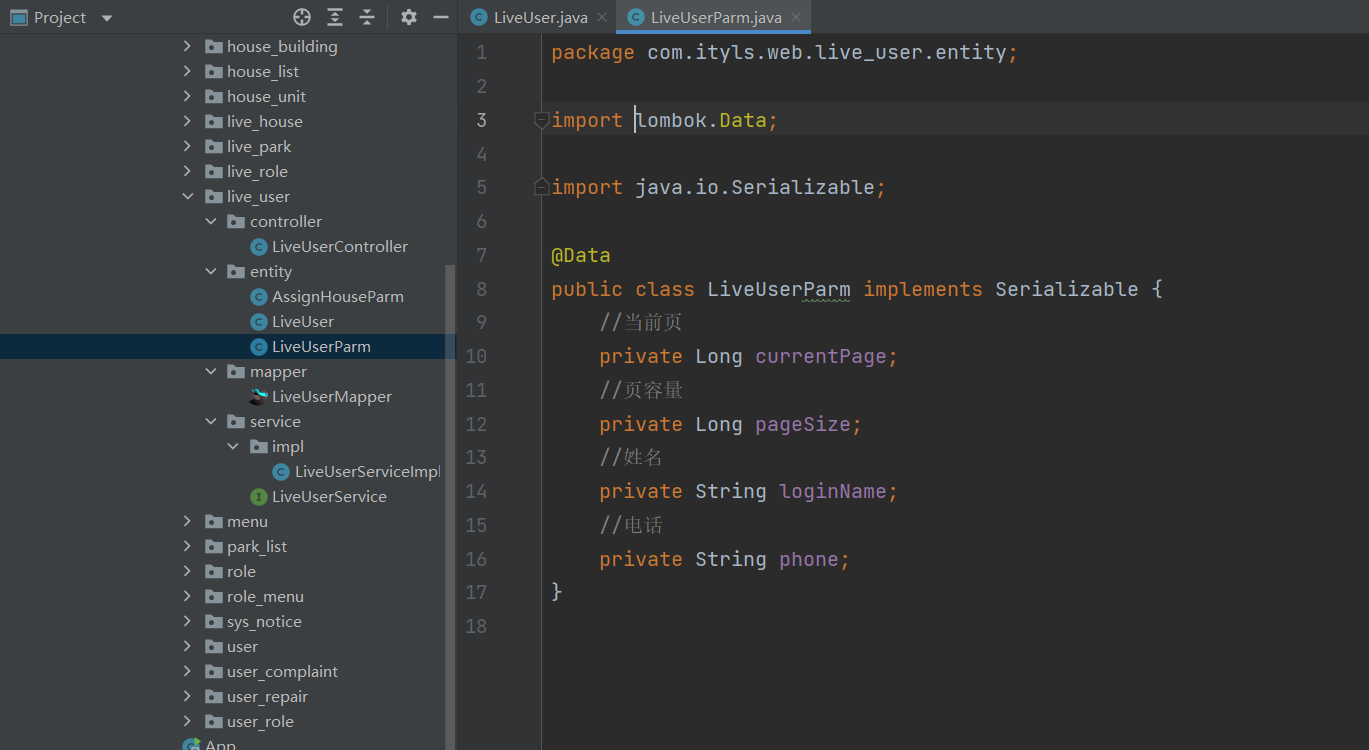 Project
house_building
house_list
house_unit
live_house
live_park
live_role
live_user
controller
LiveUserController
entity
AssignHouseParm
LiveUser
LiveUserParm
mapper
LiveUserMapper
service
impl
LiveUserServiceImpl
LiveUserService
menu
park_list
role
role_menu
sys_notice
user
user_complaint
user_repair
user_role
App
LiveUser.java
LiveUserParm.java
1 package com.ityls.web.live_user.entity;
2
3 import lombok.Data;
4
5 import java.io.Serializable;
6
7 @Data
8 public class LiveUserParm implements Serializable {
9 //当前页
10 private Long currentPage;
11 //页容量
12 private Long pageSize;
13 //姓名
14 private String loginName;
15 //电话
16 private String phone;
17 }
18